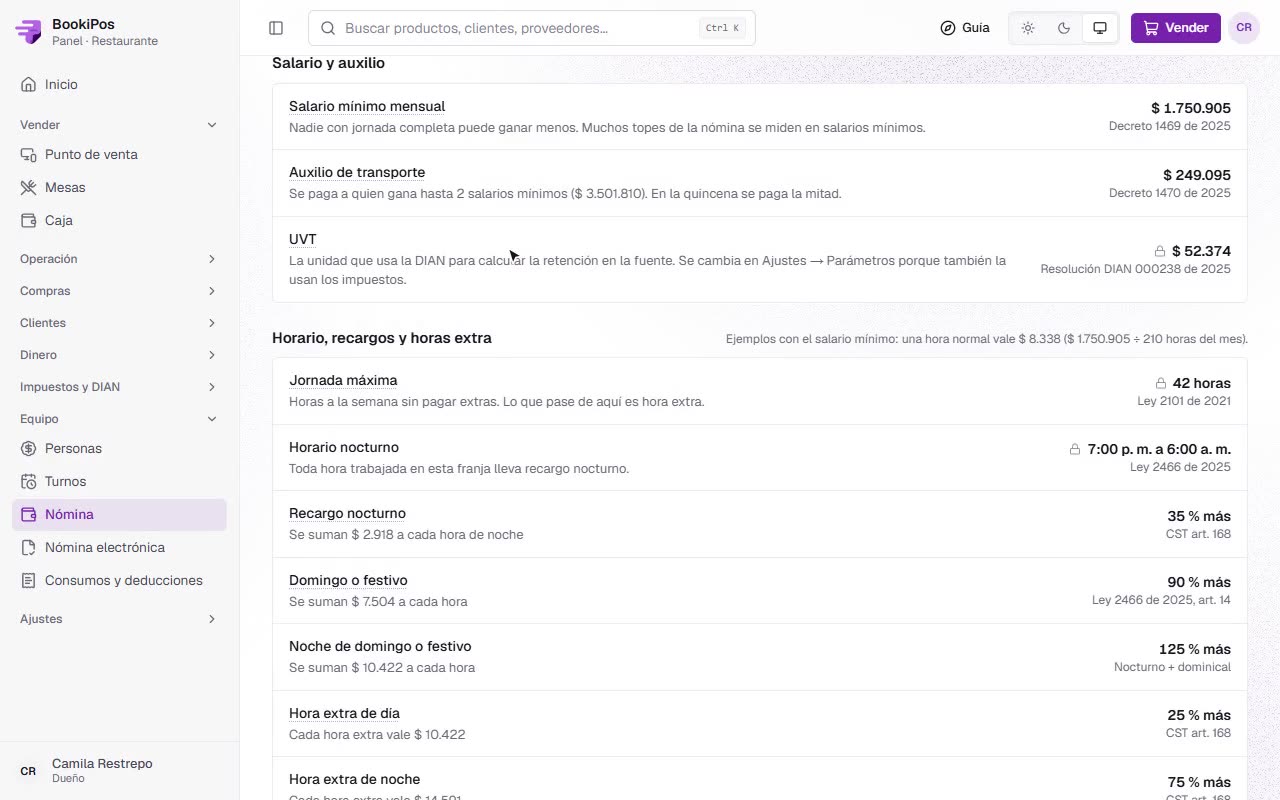 BookiPos
Panel · Restaurante
Buscar productos, clientes, proveedores…
Ctrl K
Guía
Vender
CR
Inicio
Vender
Punto de venta
Mesas
Caja
Operación
Compras
Clientes
Dinero
Impuestos y DIAN
Equipo
Personas
Turnos
Nómina
Nómina electrónica
Consumos y deducciones
Ajustes
CR
Camila Restrepo
Dueño
Salario y auxilio
Salario mínimo mensual
$ 1.750.905
Nadie con jornada completa puede ganar menos. Muchos topes de la nómina se miden en salarios mínimos.
Decreto 1469 de 2025
Auxilio de transporte
$ 249.095
Se paga a quien gana hasta 2 salarios mínimos ($ 3.501.810). En la quincena se paga la mitad.
Decreto 1470 de 2025
UVT
$ 52.374
La unidad que usa la DIAN para calcular la retención en la fuente. Se cambia en Ajustes → Parámetros porque también la
usan los impuestos.
Resolución DIAN 000238 de 2025
Horario, recargos y horas extra
Ejemplos con el salario mínimo: una hora normal vale $ 8.338 ($ 1.750.905 ÷ 210 horas del mes).
Jornada máxima
42 horas
Horas a la semana sin pagar extras. Lo que pase de aquí es hora extra.
Ley 2101 de 2021
Horario nocturno
7:00 p. m. a 6:00 a. m.
Toda hora trabajada en esta franja lleva recargo nocturno.
Ley 2466 de 2025
Recargo nocturno
35 % más
Se suman $ 2.918 a cada hora de noche
CST art. 168
Domingo o festivo
90 % más
Se suman $ 7.504 a cada hora
Ley 2466 de 2025, art. 14
Noche de domingo o festivo
125 % más
Se suman $ 10.422 a cada hora
Nocturno + dominical
Hora extra de día
25 % más
Cada hora extra vale $ 10.422
CST art. 168
Hora extra de noche
75 % más
Cada hora extra vale $ 14.591
CST art. 168